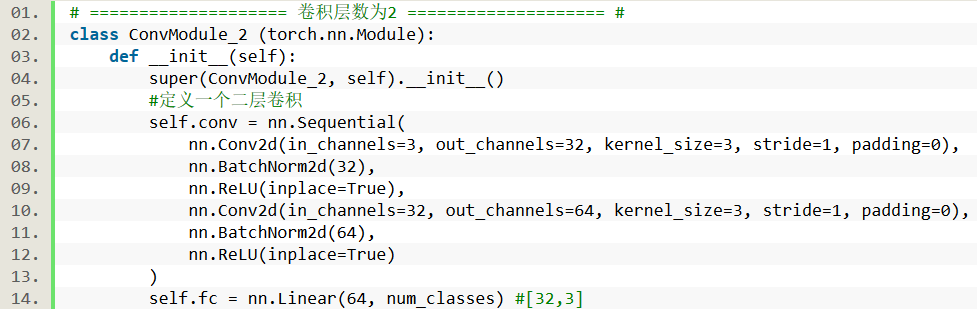 01. # ==================== 卷积层数为2 ==================== #
02. class ConvModule_2 (torch.nn.Module):
03.     def __init__(self):
04.         super(ConvModule_2, self).__init__()
05.         #定义一个二层卷积
06.         self.conv = nn.Sequential(
07.             nn.Conv2d(in_channels=3, out_channels=32, kernel_size=3, stride=1, padding=0),
08.             nn.BatchNorm2d(32),
09.             nn.ReLU(inplace=True),
10.             nn.Conv2d(in_channels=32, out_channels=64, kernel_size=3, stride=1, padding=0),
11.             nn.BatchNorm2d(64),
12.             nn.ReLU(inplace=True)
13.         )
14.         self.fc = nn.Linear(64, num_classes) #[32,3]